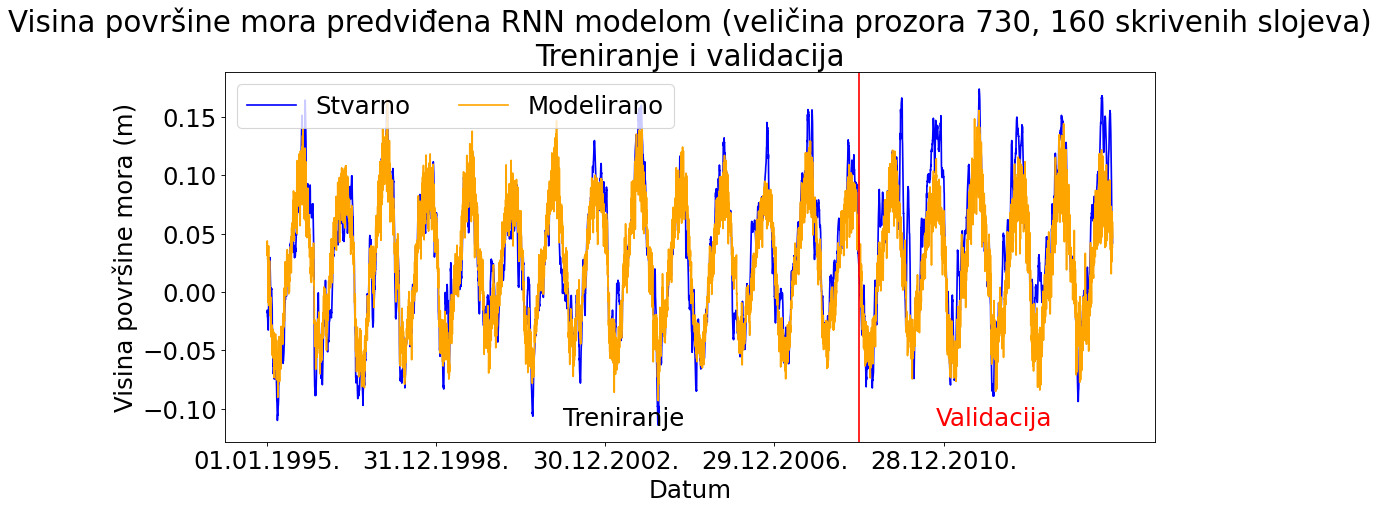 Visina površine mora predviđena RNN modelom (veličina prozora 730, 160 skrivenih slojeva)
Treniranje i validacija
Stvarno
Modelirano
Visina površine mora (m)
0.15
0.10
0.05
0.00
−0.05
−0.10
Treniranje
Validacija
01.01.1995.
31.12.1998.
30.12.2002.
29.12.2006.
28.12.2010.
Datum